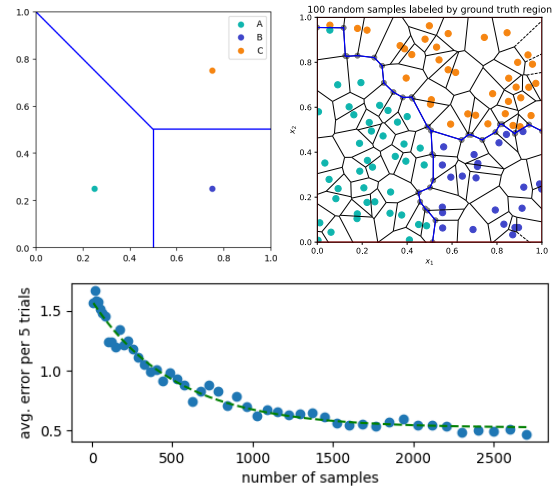 1.0
0.8
0.6
0.4
0.2
0.0
0.0 0.2 0.4 0.6 0.8 1.0
A
B
C
100 random samples labeled by ground truth region
1.0
0.8
0.6
0.4
0.2
0.0
x₂
0.0 0.2 0.4 0.6 0.8 1.0
x₁
avg. error per 5 trials
1.5
1.0
0.5
0 500 1000 1500 2000 2500
number of samples